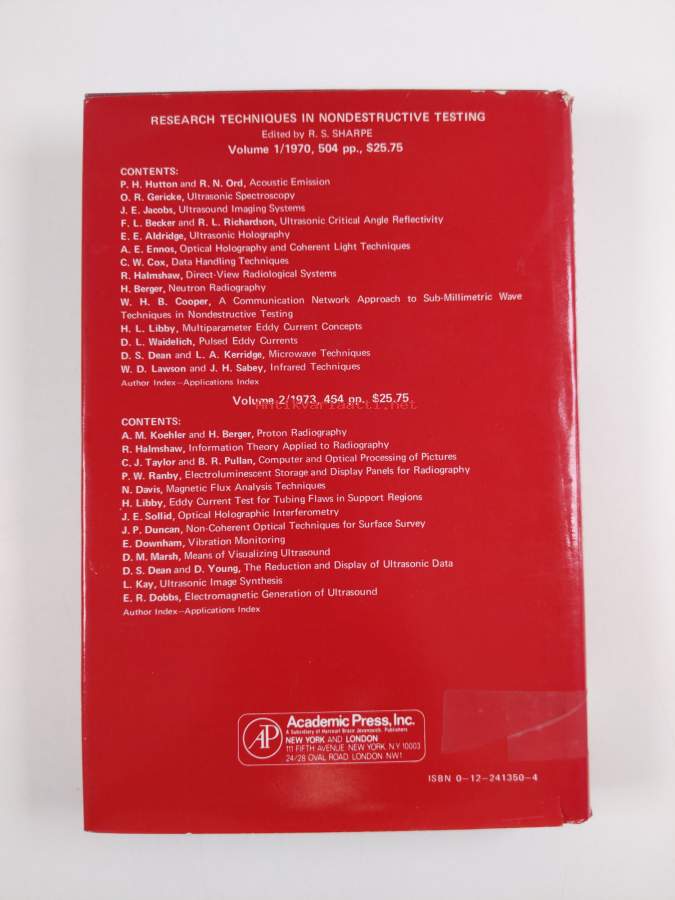 RESEARCH TECHNIQUES IN NONDESTRUCTIVE TESTING
Edited by R. S. SHARPE
Volume 1/1970, 504 pp., $25.75
CONTENTS:
P. H. Hutton and R. N. Ord, Acoustic Emission
O. R. Gericke, Ultrasonic Spectroscopy
J. E. Jacobs, Ultrasound Imaging Systems
F. L. Becker and R. L. Richardson, Ultrasonic Critical Angle Reflectivity
E. E. Aldridge, Ultrasonic Holography
A. E. Ennos, Optical Holography and Coherent Light Techniques
C. W. Cox, Data Handling Techniques
R. Halmshaw, Direct-View Radiological Systems
H. Berger, Neutron Radiography
W. H. B. Cooper, A Communication Network Approach to Sub-Millimetric Wave
Techniques in Nondestructive Testing
H. L. Libby, Multiparameter Eddy Current Concepts
D. L. Waidelich, Pulsed Eddy Currents
D. S. Dean and L. A. Kerridge, Microwave Techniques
W. D. Lawson and J. H. Sabey, Infrared Techniques
Author Index—Applications Index
Volume 2/1973, 494 pp. $25.75
CONTENTS:
A. M. Koehler and H. Berger, Proton Radiography
R. Halmshaw, Information Theory Applied to Radiography
C. J. Taylor and B. R. Pullan, Computer and Optical Processing of Pictures
P. W. Ranby, Electroluminescent Storage and Display Panels for Radiography
N. Davis, Magnetic Flux Analysis Techniques
H. Libby, Eddy Current Test for Tubing Flaws in Support Regions
J. E. Sollid, Optical Holographic Interferometry
J. P. Duncan, Non-Coherent Optical Techniques for Surface Survey
E. Downham, Vibration Monitoring
D. M. Marsh, Means of Visualizing Ultrasound
D. S. Dean and D. Young, The Reduction and Display of Ultrasonic Data
L. Kay, Ultrasonic Image Synthesis
E. R. Dobbs, Electromagnetic Generation of Ultrasound
Author Index—Applications Index
AP
Academic Press, Inc.
A Subsidiary of Harcourt Brace Jovanovich, Publishers
NEW YORK AND LONDON
111 FIFTH AVENUE NEW YORK N.Y. 10003
24/28 OVAL ROAD LONDON NW1
ISBN 0-12-241350-4